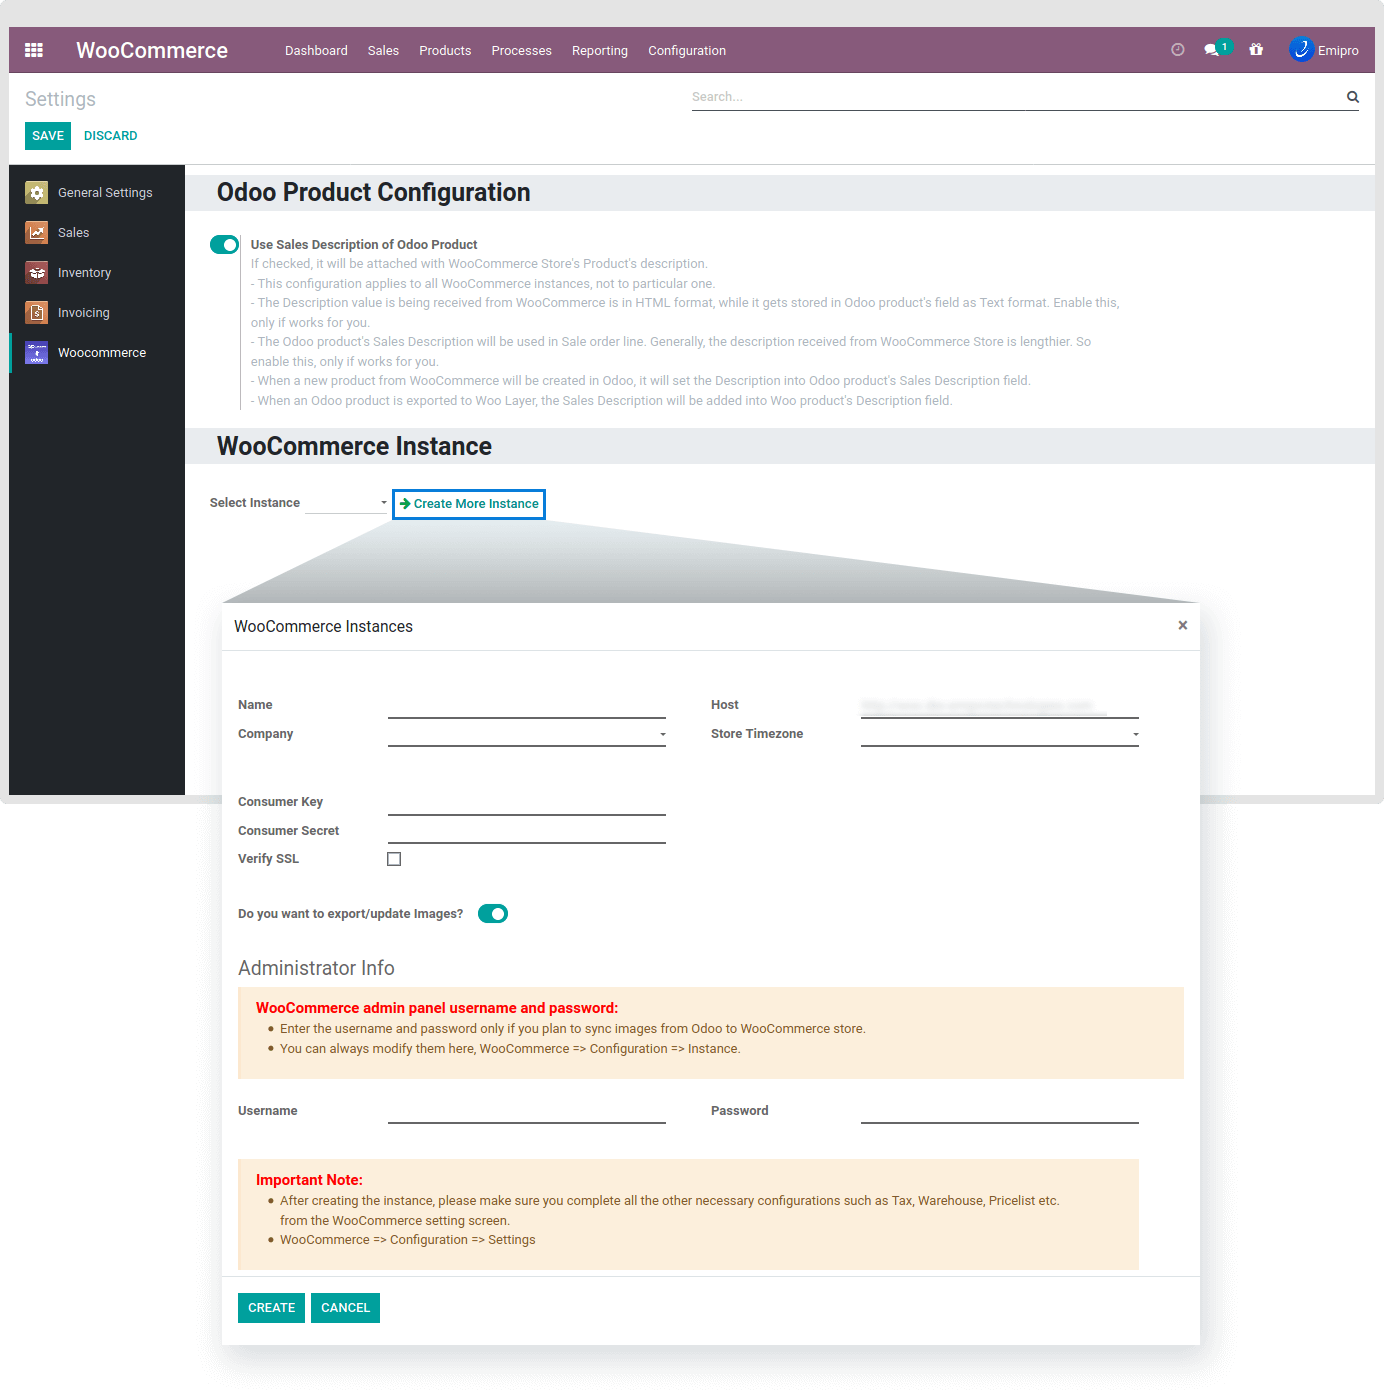 WooCommerce Dashboard Sales Products Processes Reporting Configuration 1 Emipro
Settings Search...
SAVE DISCARD
General Settings
Sales
Inventory
Invoicing
Woocommerce
Odoo Product Configuration
Use Sales Description of Odoo Product
If checked, it will be attached with WooCommerce Store's Product's description.
- This configuration applies to all WooCommerce instances, not to particular one.
- The Description value is being received from WooCommerce is in HTML format, while it gets stored in Odoo product's field as Text format. Enable this,
only if works for you.
- The Odoo product's Sales Description will be used in Sale order line. Generally, the description received from WooCommerce Store is lengthier. So
enable this, only if works for you.
- When a new product from WooCommerce will be created in Odoo, it will set the Description into Odoo product's Sales Description field.
- When an Odoo product is exported to Woo Layer, the Sales Description will be added into Woo product's Description field.
WooCommerce Instance
Select Instance Create More Instance
WooCommerce Instances ×
Name Host
Company Store Timezone
Consumer Key
Consumer Secret
Verify SSL
Do you want to export/update Images?
Administrator Info
WooCommerce admin panel username and password:
• Enter the username and password only if you plan to sync images from Odoo to WooCommerce store.
• You can always modify them here, WooCommerce => Configuration => Instance.
Username Password
Important Note:
• After creating the instance, please make sure you complete all the other necessary configurations such as Tax, Warehouse, Pricelist etc.
from the WooCommerce setting screen.
• WooCommerce => Configuration => Settings
CREATE CANCEL